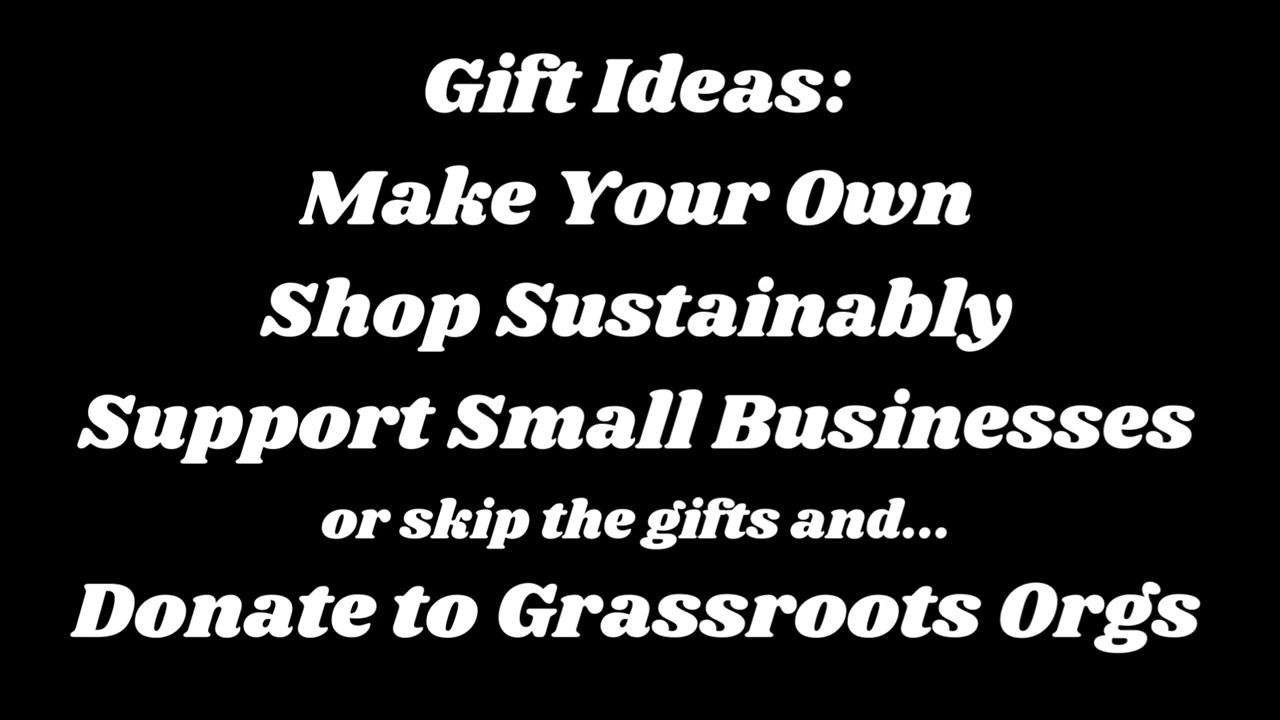 Gift Ideas:
Make Your Own
Shop Sustainably
Support Small Businesses
or skip the gifts and...
Donate to Grassroots Orgs